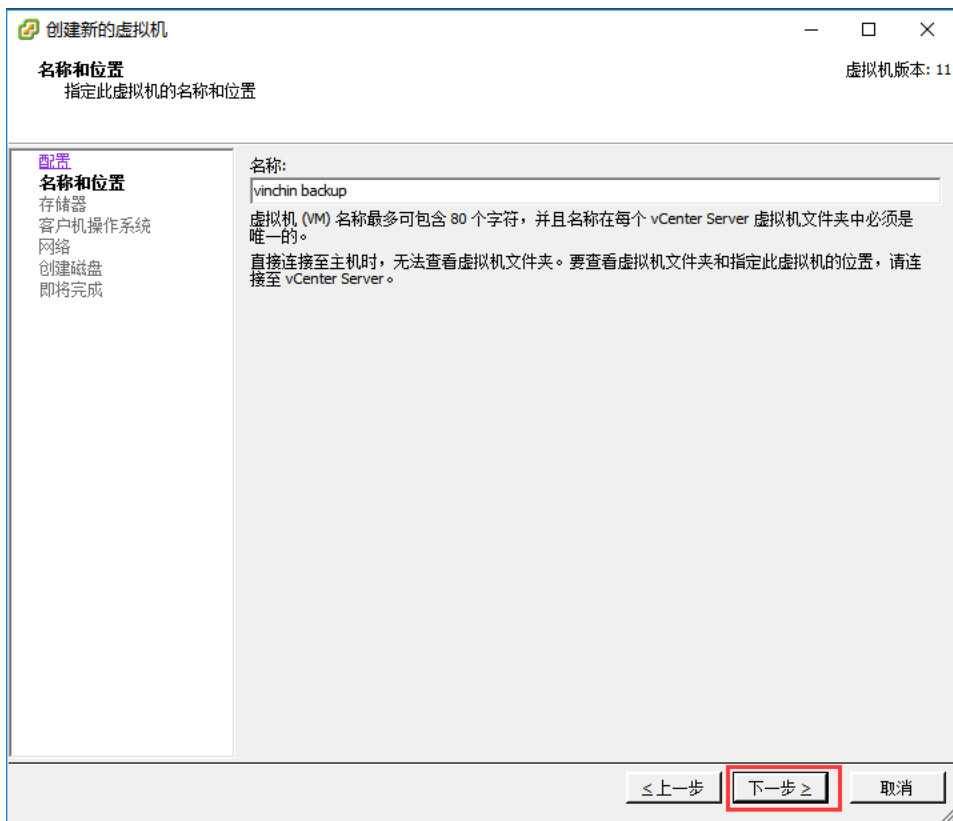 创建新的虚拟机
名称和位置
指定此虚拟机的名称和位置
虚拟机版本: 11
配置
名称和位置
存储器
客户机操作系统
网络
创建磁盘
即将完成
名称:
vinchin backup
虚拟机 (VM) 名称最多可包含 80 个字符，并且名称在每个 vCenter Server 虚拟机文件夹中必须是
唯一的。
直接连接至主机时，无法查看虚拟机文件夹。要查看虚拟机文件夹和指定此虚拟机的位置，请连
接至 vCenter Server。
≤上一步
下一步 ≥
取消